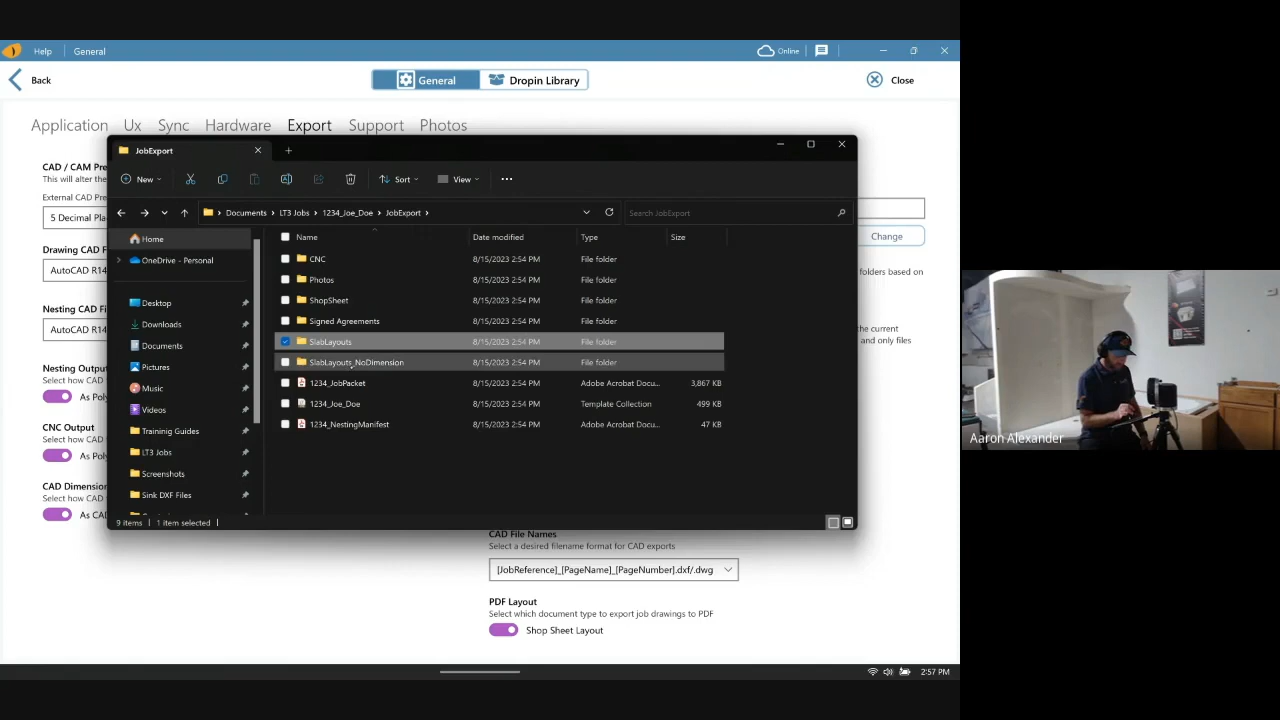 Help
General
Online
Back
General
Dropin Library
Close
Application
Ux
Sync
Hardware
Export
Support
Photos
CAD / CAM Pre
This will alter the
External CAD Pre
5 Decimal Pla
Drawing CAD F
Select how CAD
AutoCAD R14
Nesting CAD Fi
AutoCAD R14
Nesting Output
Select how CAD
As Poly
CNC Output
Select how CAD
As Poly
CAD Dimension
Select how CAD
As CAD
JobExport
New
Sort
View
Documents
LT3 Jobs
1234_Joe_Doe
JobExport
Search JobExport
Home
OneDrive - Personal
Desktop
Downloads
Documents
Pictures
Music
Videos
Traininig Guides
LT3 Jobs
Screenshots
Sink DXF Files
Name Date modified Type Size
CNC 8/15/2023 2:54 PM File folder
Photos 8/15/2023 2:54 PM File folder
ShopSheet 8/15/2023 2:54 PM File folder
Signed Agreements 8/15/2023 2:54 PM File folder
SlabLayouts 8/15/2023 2:54 PM File folder
SlabLayouts_NoDimension 8/15/2023 2:54 PM File folder
1234_JobPacket 8/15/2023 2:54 PM Adobe Acrobat Docu... 3,867 KB
1234_Joe_Doe 8/15/2023 2:54 PM Template Collection 499 KB
1234_NestingManifest 8/15/2023 2:54 PM Adobe Acrobat Docu... 47 KB
9 items
1 item selected
Change
folders based on
the current
and only files
CAD File Names
Select a desired filename format for CAD exports
[JobReference]_[PageName]_[PageNumber].dxf/.dwg
PDF Layout
Select which document type to export job drawings to PDF
Shop Sheet Layout
2:57 PM
Aaron Alexander